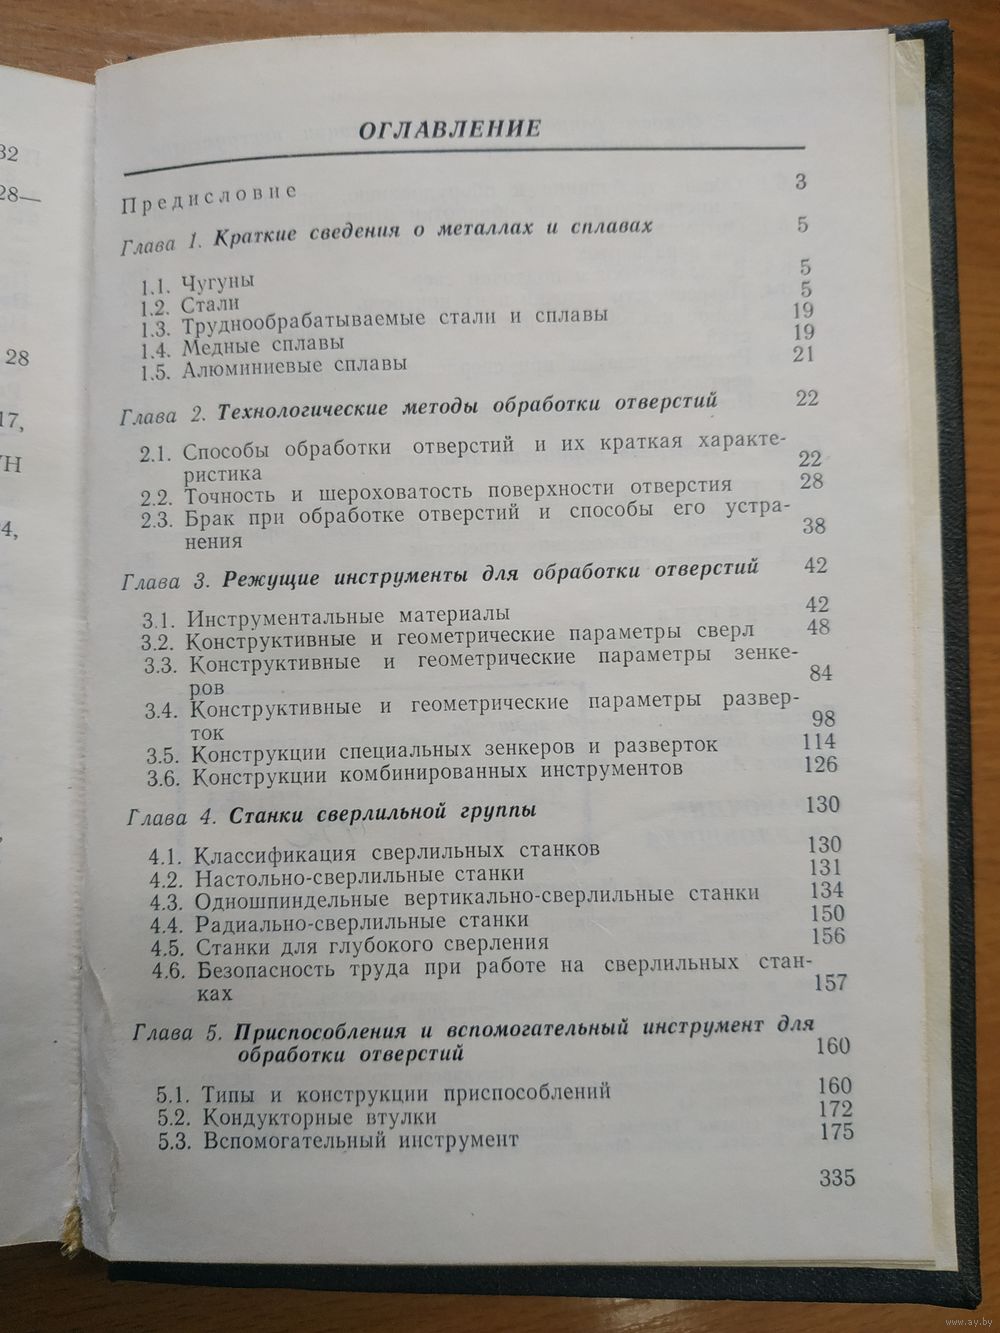 32
28—
28
17,
УН
4,
ОГЛАВЛЕНИЕ
Предисловие 3
Глава 1. Краткие сведения о металлах и сплавах 5
1.1. Чугуны 5
1.2. Стали 5
1.3. Труднообрабатываемые стали и сплавы 19
1.4. Медные сплавы 19
1.5. Алюминиевые сплавы 21
Глава 2. Технологические методы обработки отверстий 22
2.1. Способы обработки отверстий и их краткая характе-
ристика 22
2.2. Точность и шероховатость поверхности отверстия 28
2.3. Брак при обработке отверстий и способы его устра-
нения 38
Глава 3. Режущие инструменты для обработки отверстий 42
3.1. Инструментальные материалы 42
3.2. Конструктивные и геометрические параметры сверл 48
3.3. Конструктивные и геометрические параметры зенке-
ров 84
3.4. Конструктивные и геометрические параметры развер-
ток 98
3.5. Конструкции специальных зенкеров и разверток 114
3.6. Конструкции комбинированных инструментов 126
Глава 4. Станки сверлильной группы 130
4.1. Классификация сверлильных станков 130
4.2. Настольно-сверлильные станки 131
4.3. Одношпиндельные вертикально-сверлильные станки 134
4.4. Радиально-сверлильные станки 150
4.5. Станки для глубокого сверления 156
4.6. Безопасность труда при работе на сверлильных стан-
ках 157
Глава 5. Приспособления и вспомогательный инструмент для
обработки отверстий 160
5.1. Типы и конструкции приспособлений 160
5.2. Кондукторные втулки 172
5.3. Вспомогательный инструмент 175
335
www.ay.by